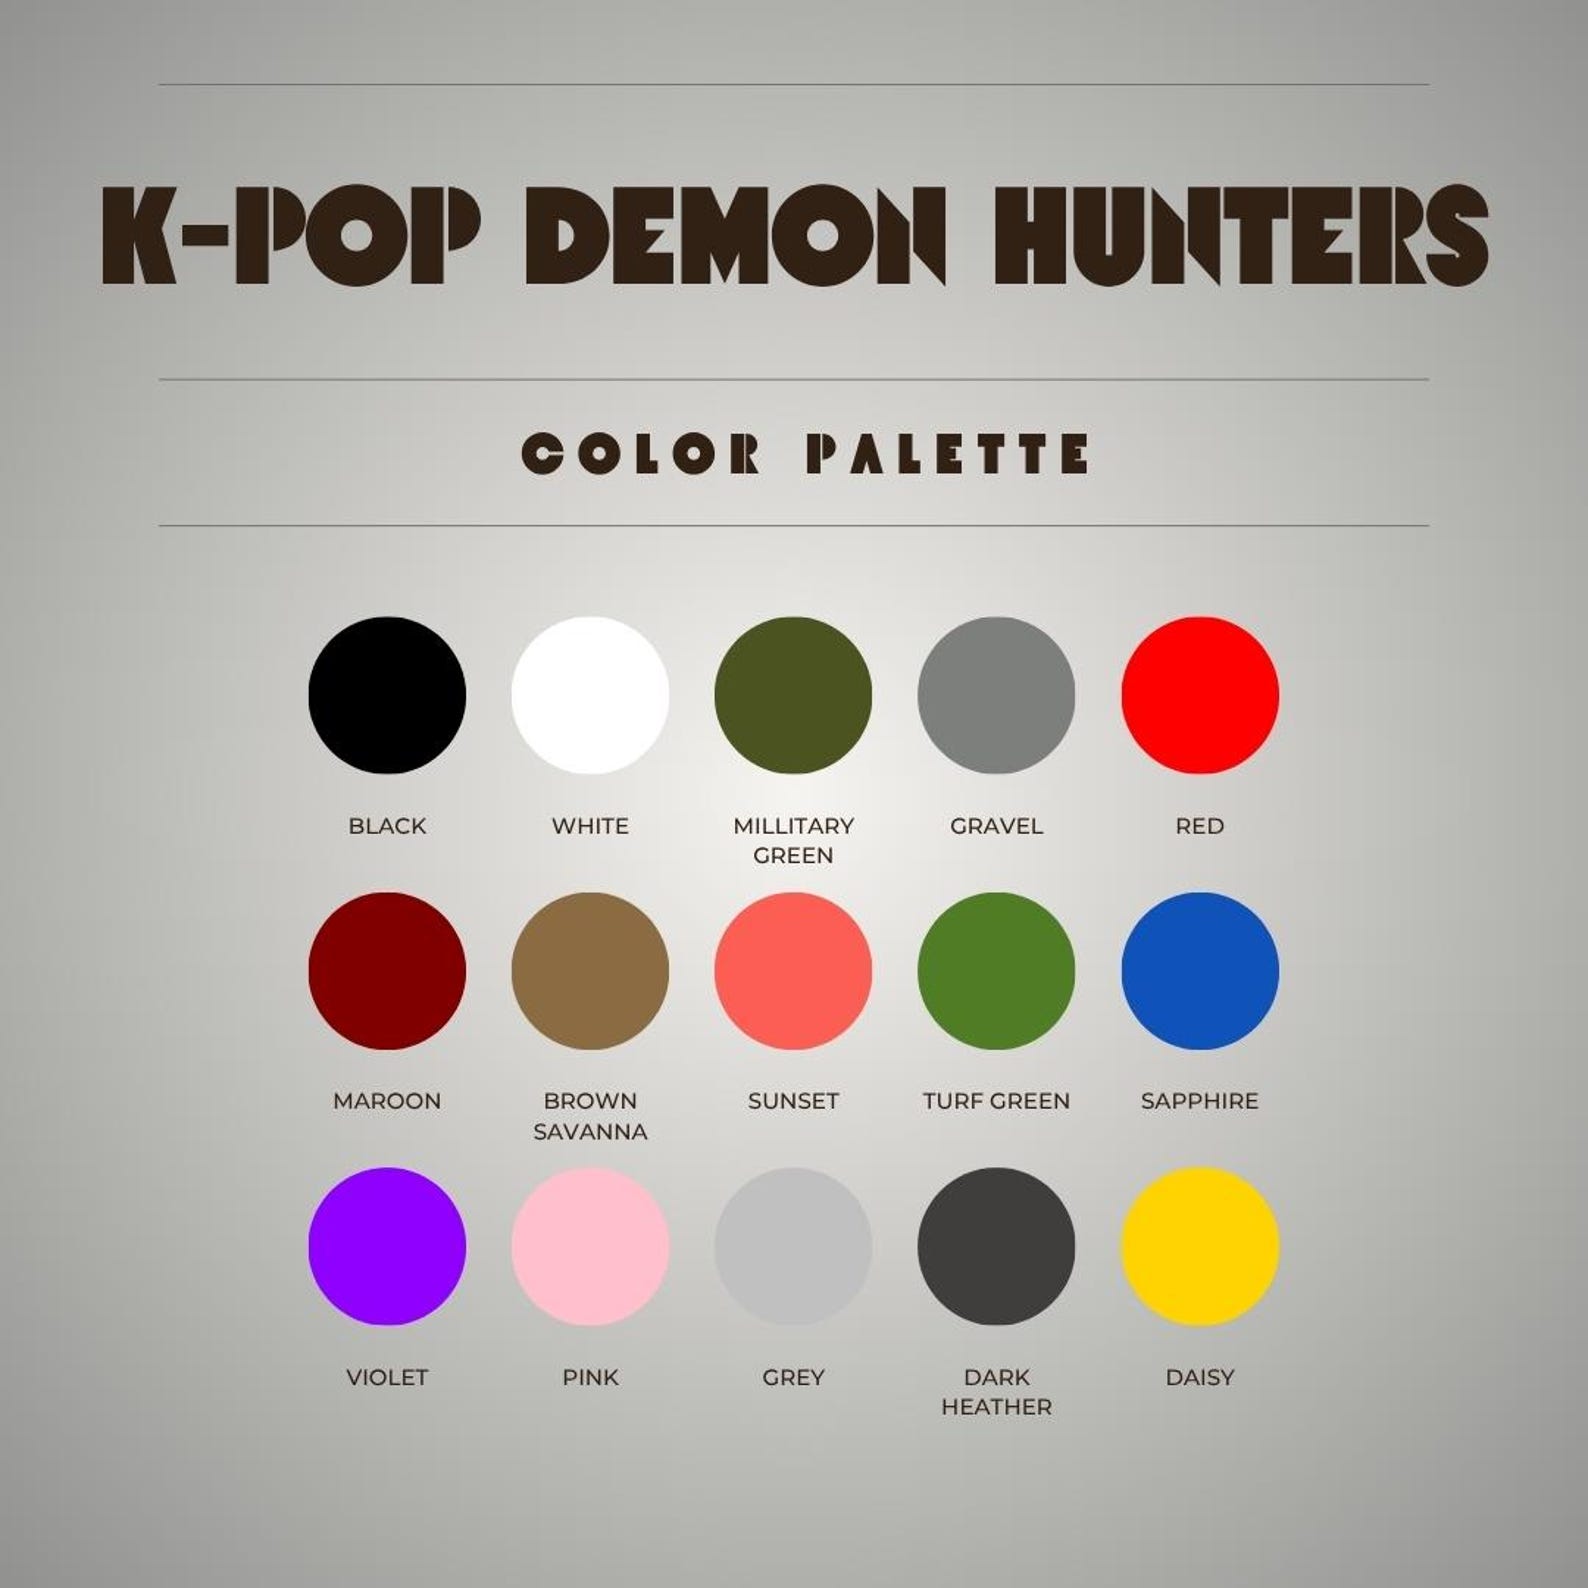 K-POP DEMON HUNTERS
COLOR PALETTE
BLACK
WHITE
MILLITARY
GREEN
GRAVEL
RED
MAROON
BROWN
SAVANNA
SUNSET
TURF GREEN
SAPPHIRE
VIOLET
PINK
GREY
DARK
HEATHER
DAISY